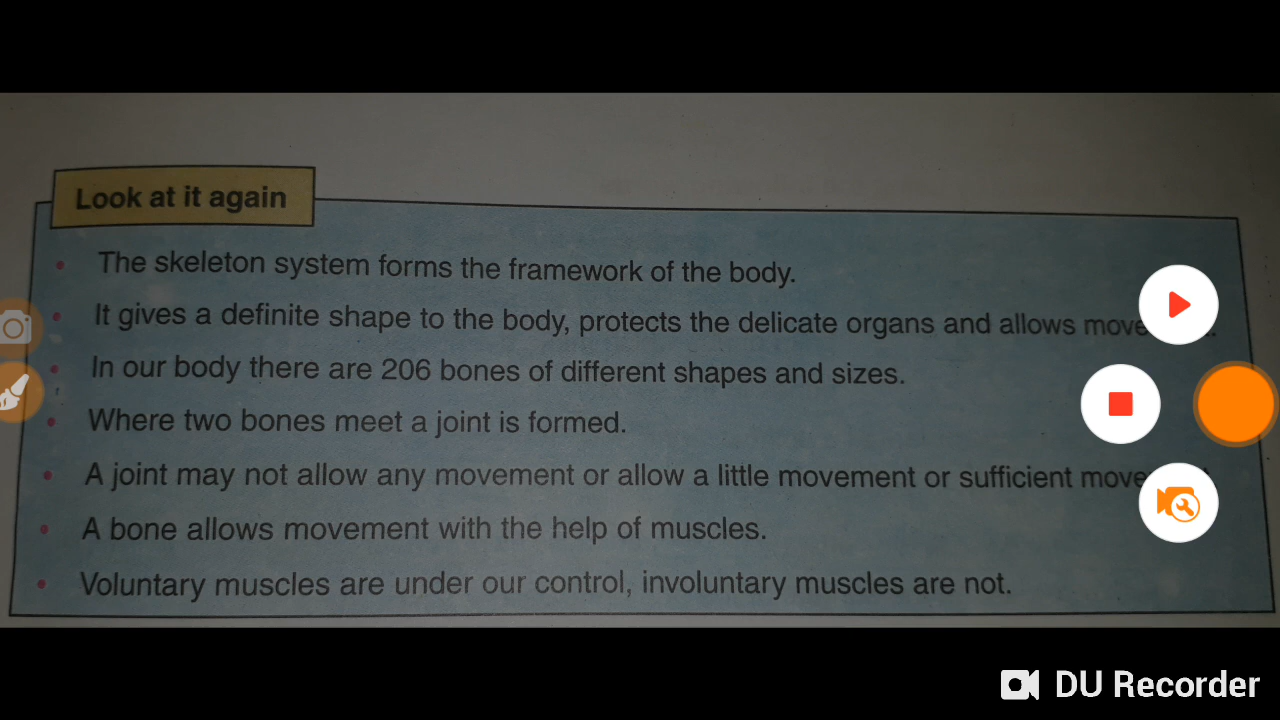 Look at it again
• The skeleton system forms the framework of the body.
• It gives a definite shape to the body, protects the delicate organs and allows
• In our body there are 206 bones of different shapes and sizes.
• Where two bones meet a joint is formed.
• A joint may not allow any movement or allow a little movement or sufficient
• A bone allows movement with the help of muscles.
• Voluntary muscles are under our control, involuntary muscles are not.
DU Recorder